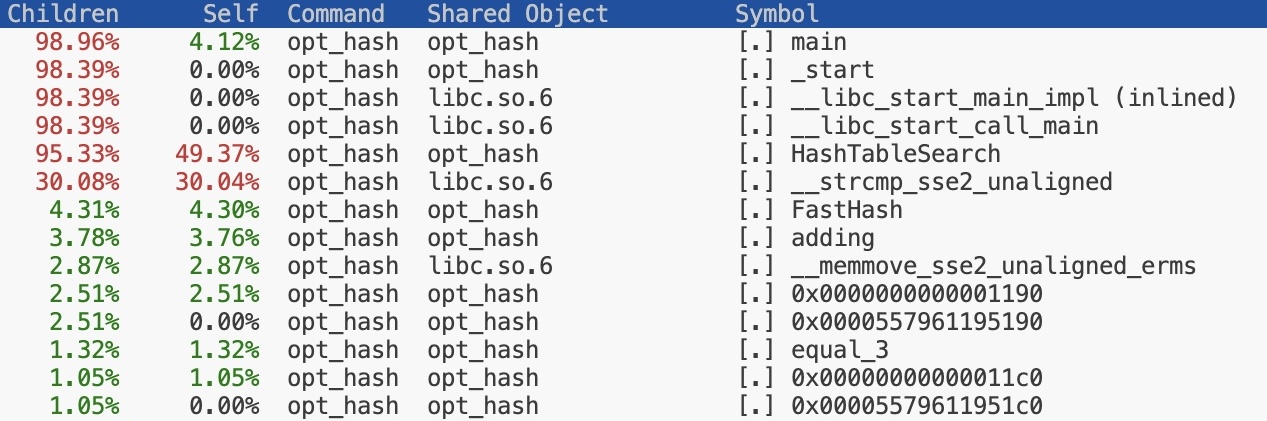 Children Self Command Shared Object Symbol
98.96% 4.12% opt_hash opt_hash [.] main
98.39% 0.00% opt_hash opt_hash [.] _start
98.39% 0.00% opt_hash libc.so.6 [.] __libc_start_main_impl (inlined)
98.39% 0.00% opt_hash libc.so.6 [.] __libc_start_call_main
95.33% 49.37% opt_hash opt_hash [.] HashTableSearch
30.08% 30.04% opt_hash libc.so.6 [.] __strcmp_sse2_unaligned
4.31% 4.30% opt_hash opt_hash [.] FastHash
3.78% 3.76% opt_hash opt_hash [.] adding
2.87% 2.87% opt_hash libc.so.6 [.] __memmove_sse2_unaligned_erms
2.51% 2.51% opt_hash opt_hash [.] 0x0000000000001190
2.51% 0.00% opt_hash opt_hash [.] 0x0000557961195190
1.32% 1.32% opt_hash opt_hash [.] equal_3
1.05% 1.05% opt_hash opt_hash [.] 0x00000000000011c0
1.05% 0.00% opt_hash opt_hash [.] 0x00005579611951c0